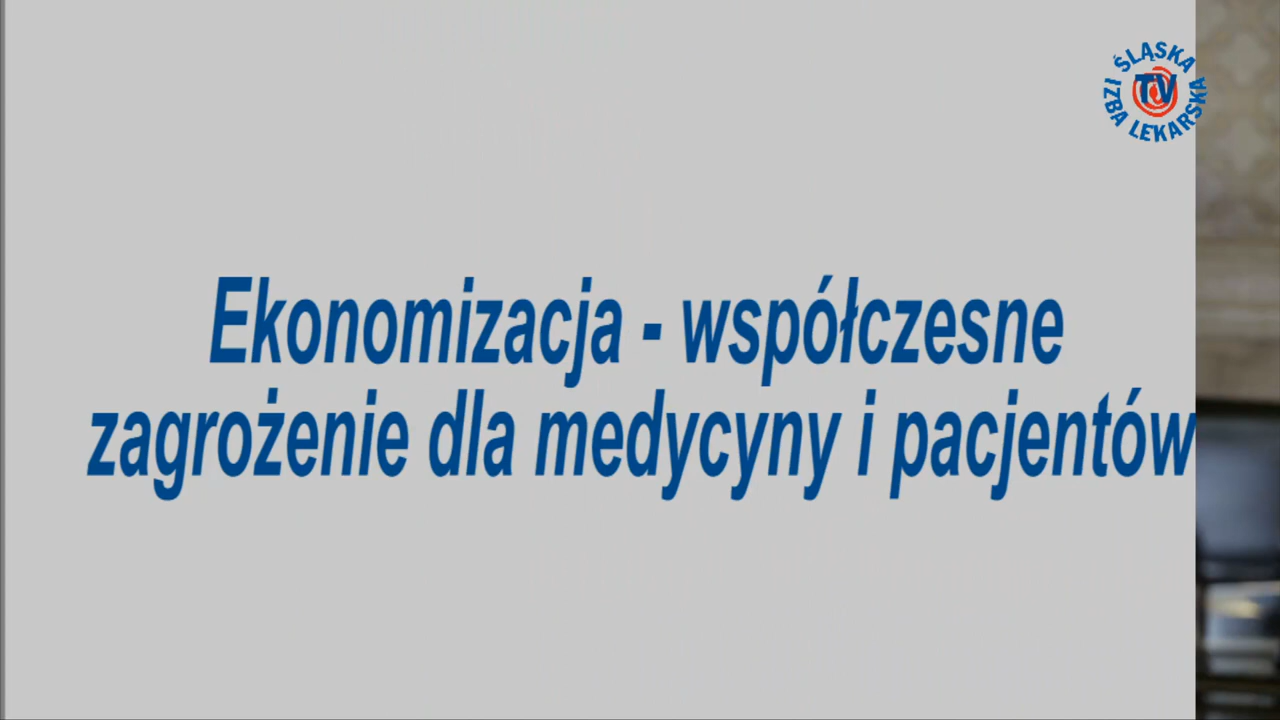 ŚLĄSKA
TV
IZBA LEKARSKA
Ekonomizacja - współczesne
zagrożenie dla medycyny i pacjentów